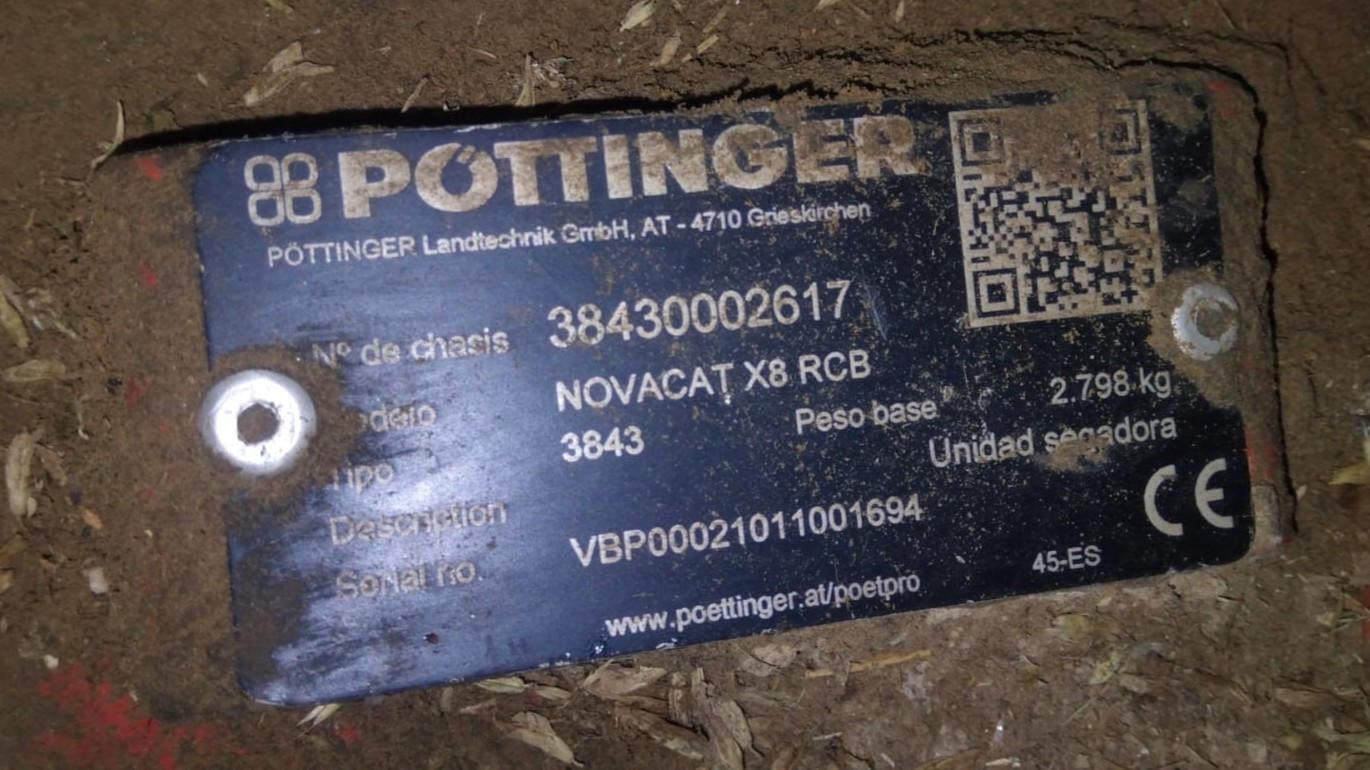 PÖTTINGER
PÖTTINGER Landtechnik GmbH, AT - 4710 Grieskirchen
Nº de chasis 38430002617
NOVACAT X8 RCB
Tipo 3843 Peso base 2.798 kg
Description Unidad segadora
Serial no. VBP00021011001694
www.poettinger.at/poetpro 45-ES
CE